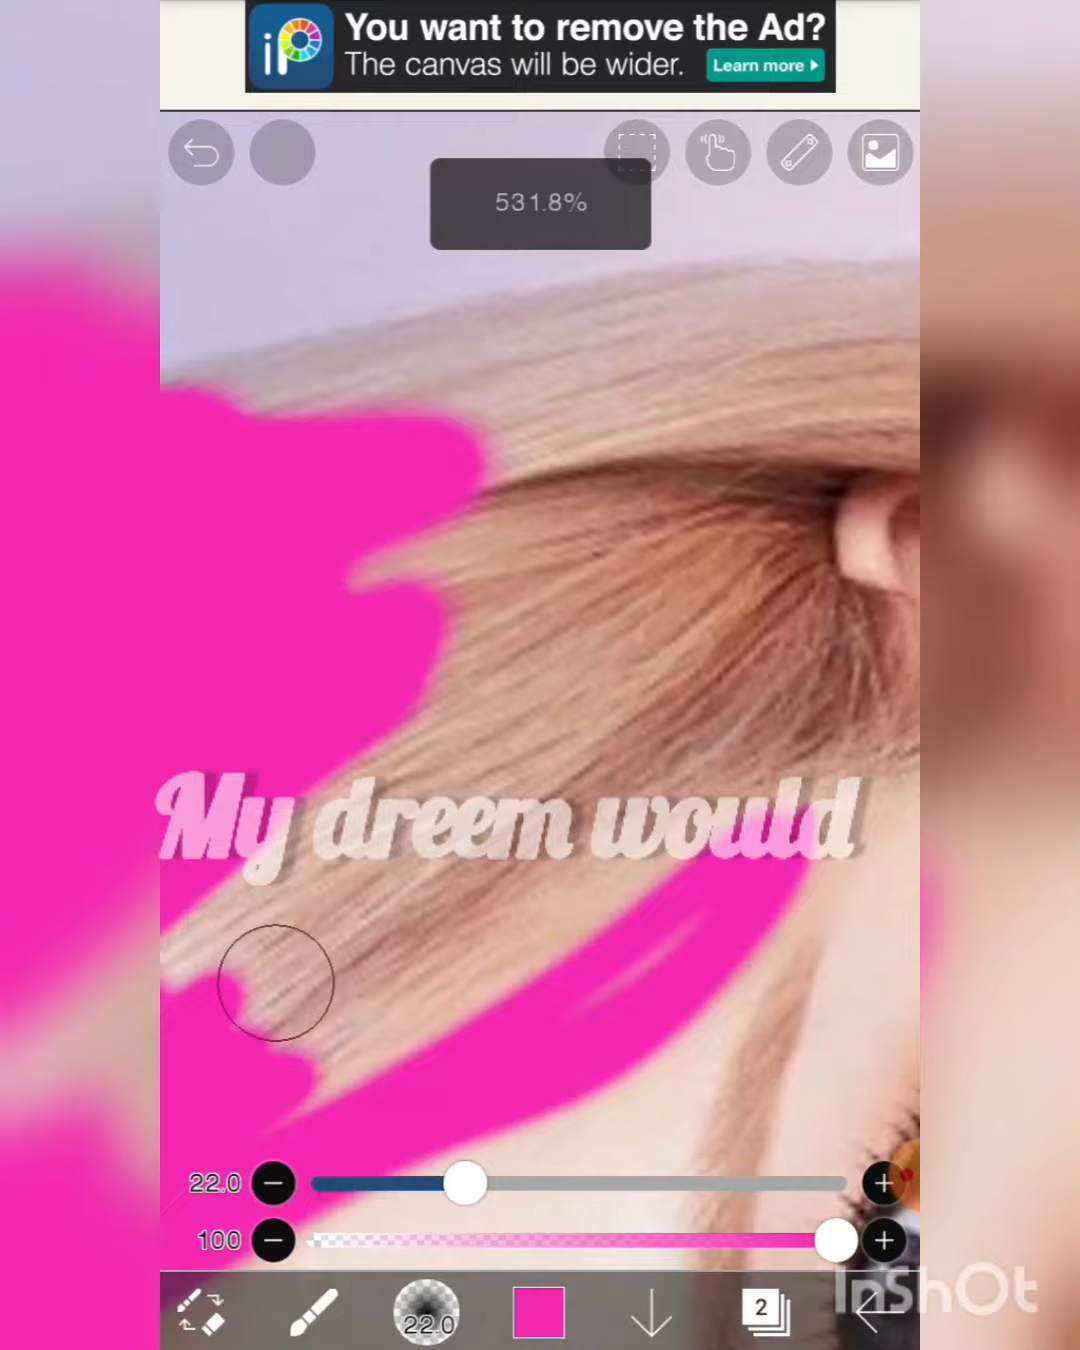 iP
You want to remove the Ad?
The canvas will be wider.
Learn more
531.8%
My dreem would
22.0
100
22.0
2
InShOt